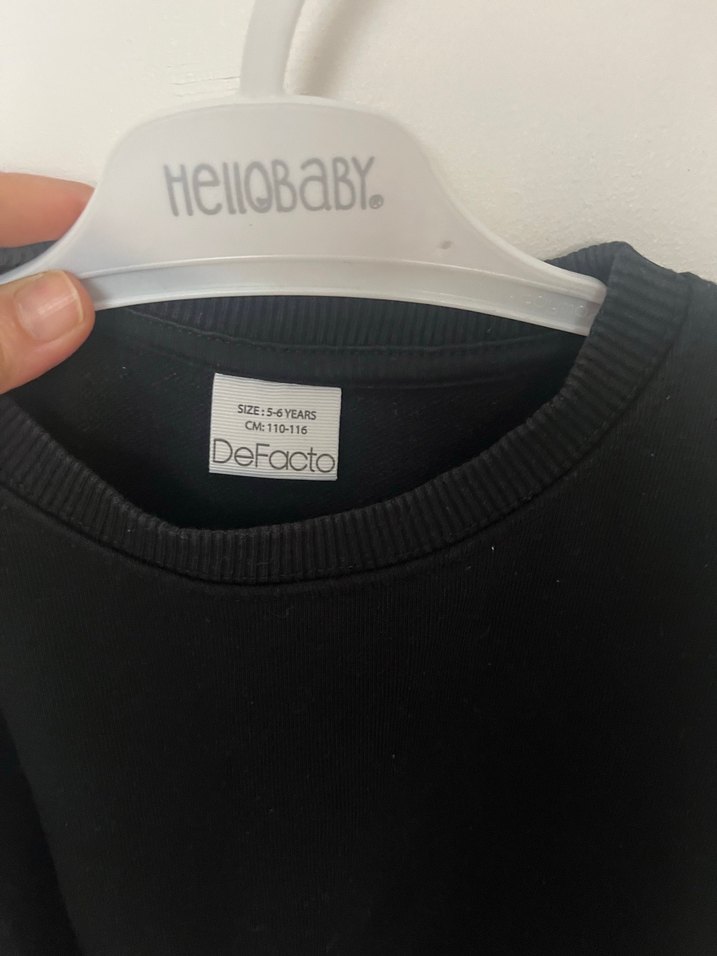 HelloBaby®
SIZE : 5-6 YEARS
CM: 110-116
DeFacto